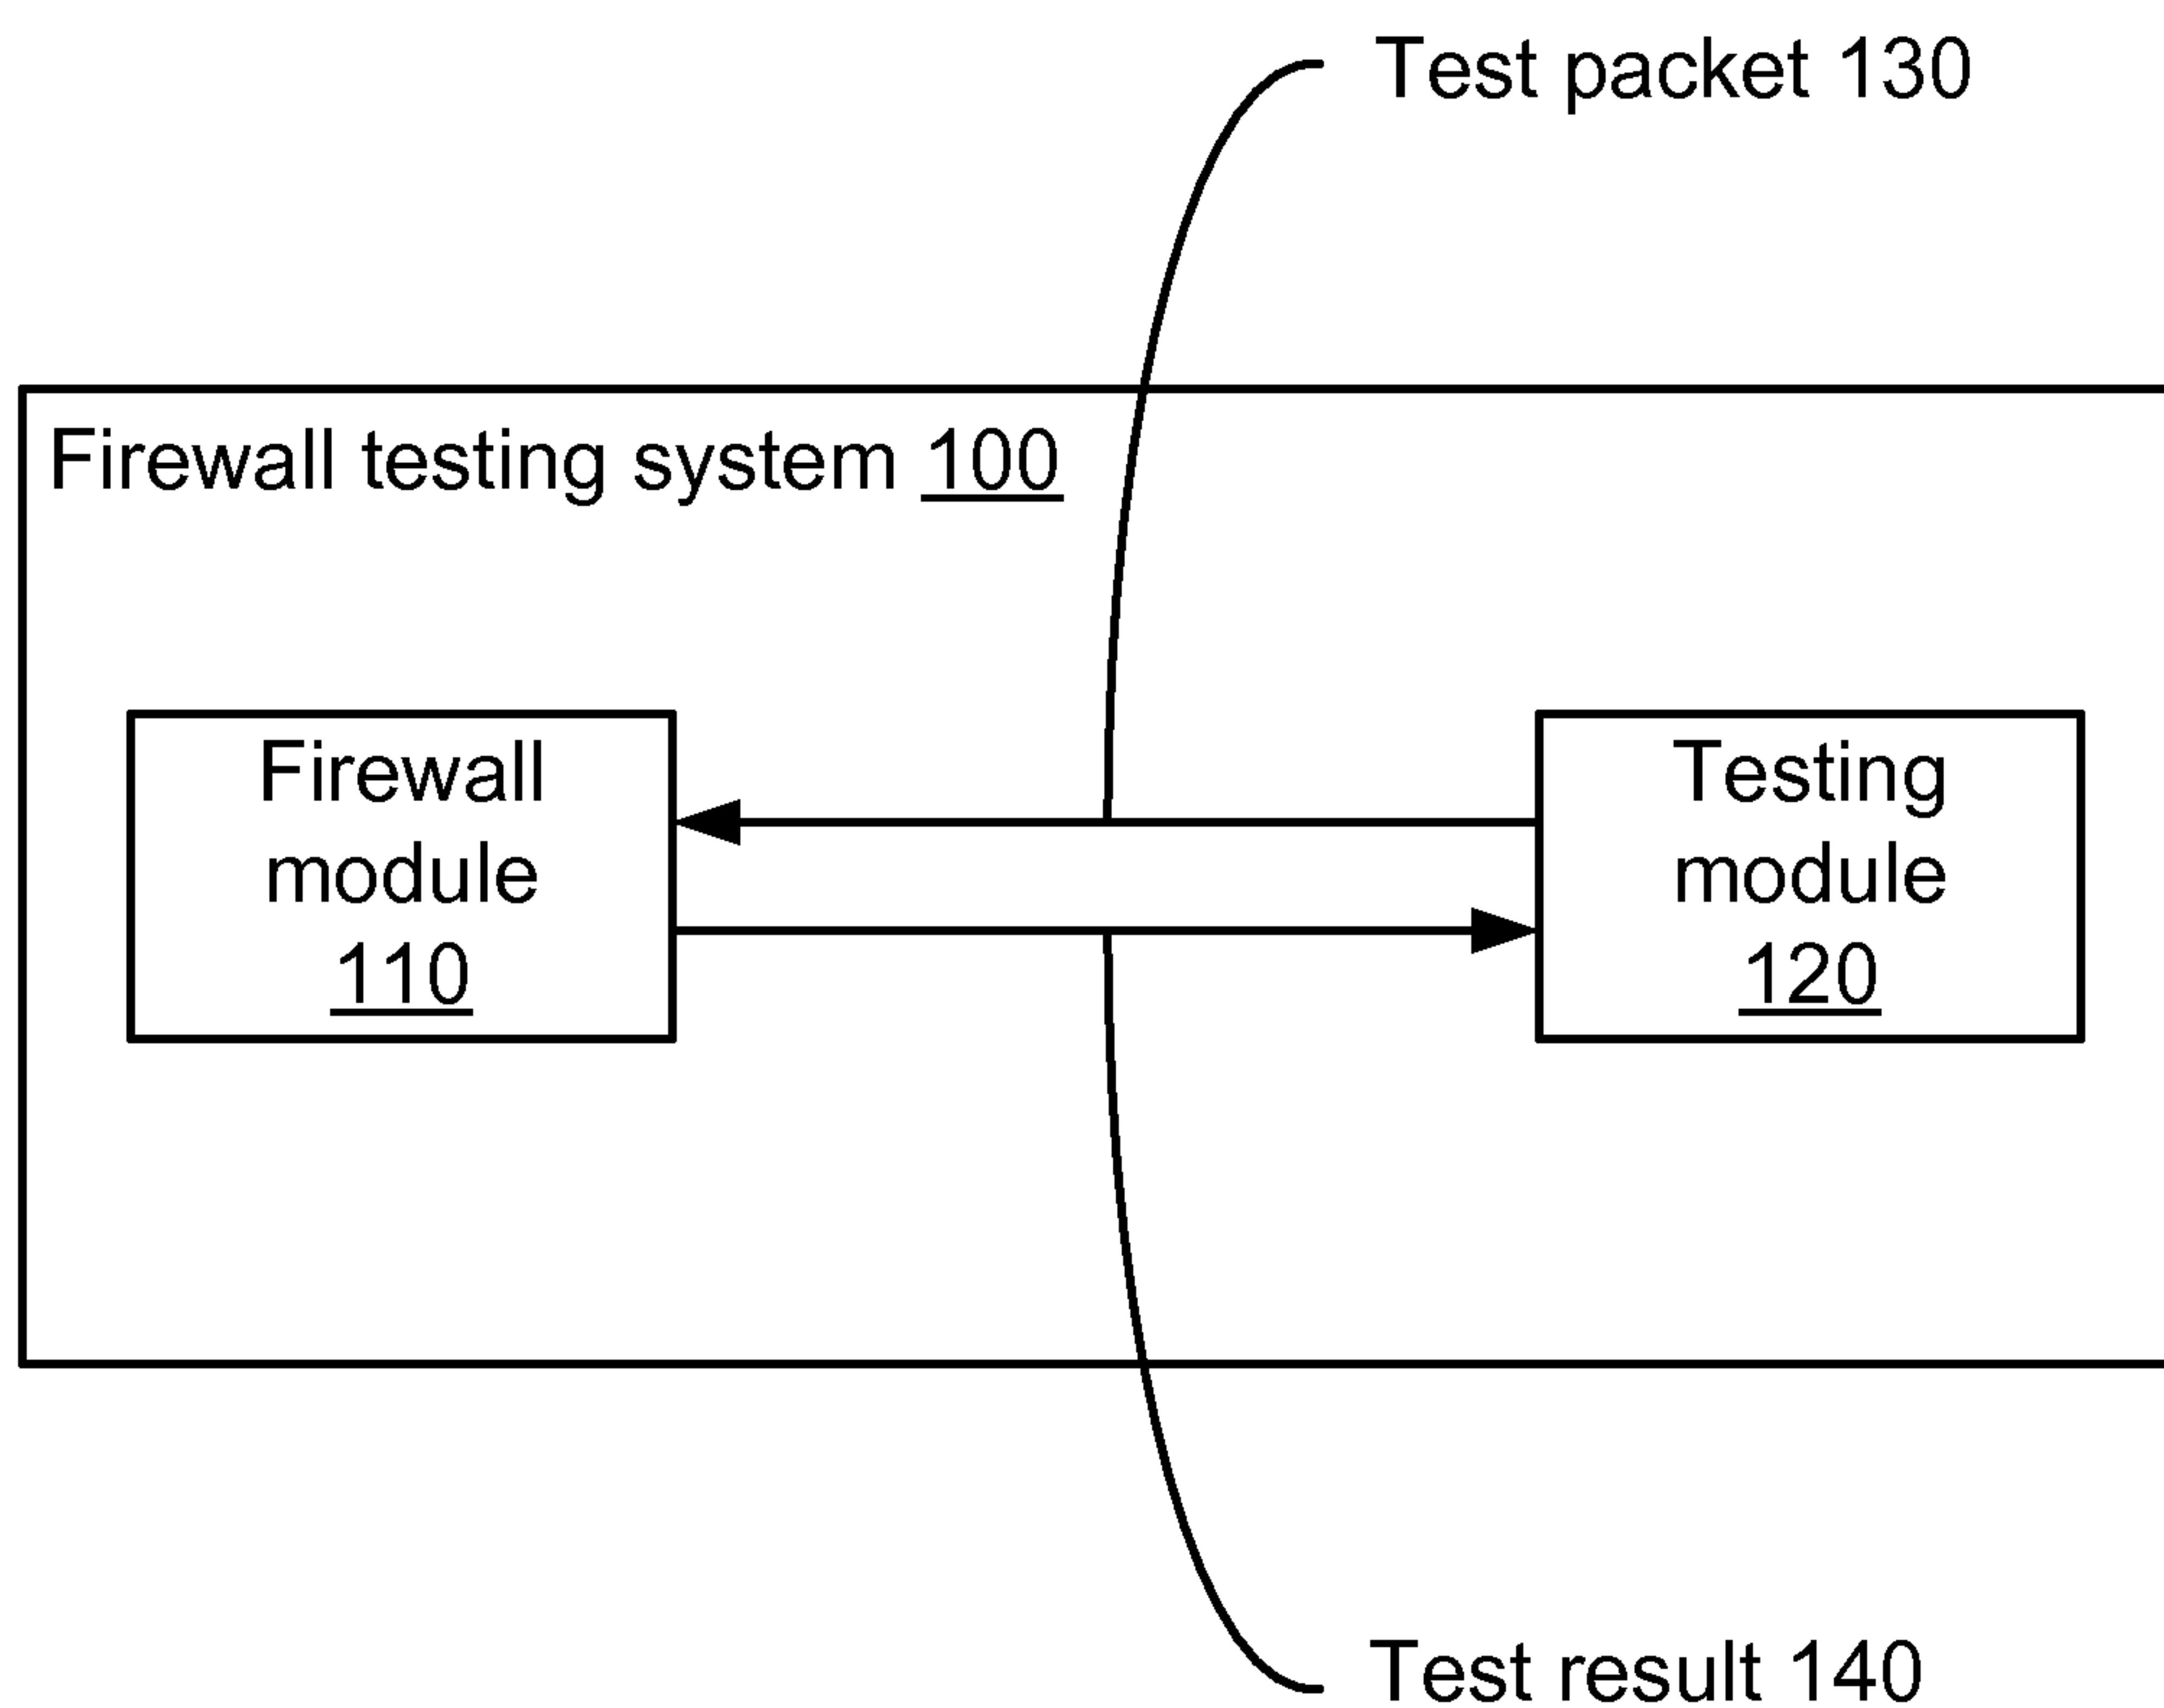 Test packet 130
Firewall testing system 100
Firewall
module
110
Testing
module
120
Test result 140